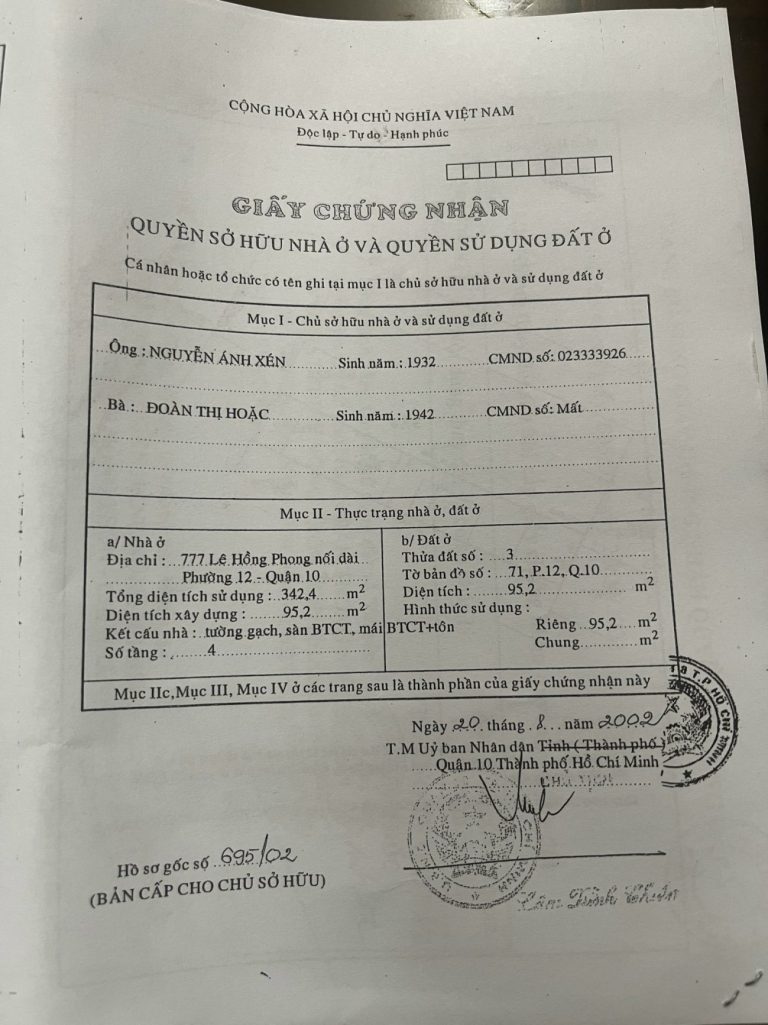 CỘNG HÒA XÃ HỘI CHỦ NGHĨA VIỆT NAM
Độc lập - Tự do - Hạnh phúc
GIẤY CHỨNG NHẬN
QUYỀN SỞ HỮU NHÀ Ở VÀ QUYỀN SỬ DỤNG ĐẤT Ở
Cá nhân hoặc tổ chức có tên ghi tại mục I là chủ sở hữu nhà ở và sử dụng đất ở
Mục I - Chủ sở hữu nhà ở và sử dụng đất ở
Ông : NGUYỄN ÁNH XÉN Sinh năm : 1932 CMND số: 023333926
Bà : ĐOÀN THỊ HOẶC Sinh năm : 1942 CMND số: Mất
Mục II - Thực trạng nhà ở, đất ở
a/ Nhà ở
Địa chỉ : 777 Lê Hồng Phong nối dài
Phường 12 - Quận 10
Tổng diện tích sử dụng : 342,4 m2
Diện tích xây dựng : 95,2 m2
Kết cấu nhà : tường gạch, sàn BTCT, mái BTCT+tôn
Số tầng : 4
b/ Đất ở
Thửa đất số : 3
Tờ bản đồ số : 71, P.12, Q.10
Diện tích : 95,2 m2
Hình thức sử dụng :
Riêng 95,2 m2
Chung m2
Mục IIc, Mục III, Mục IV ở các trang sau là thành phần của giấy chứng nhận này
Ngày 20 tháng 8 năm 2002
T.M Uỷ ban Nhân dân Tỉnh ( Thành phố )
Quận 10 Thành phố Hồ Chí Minh
CHỦ TỊCH
T.P HỒ CHÍ MINH
Hồ sơ gốc số 695/02
(BẢN CẤP CHO CHỦ SỞ HỮU)